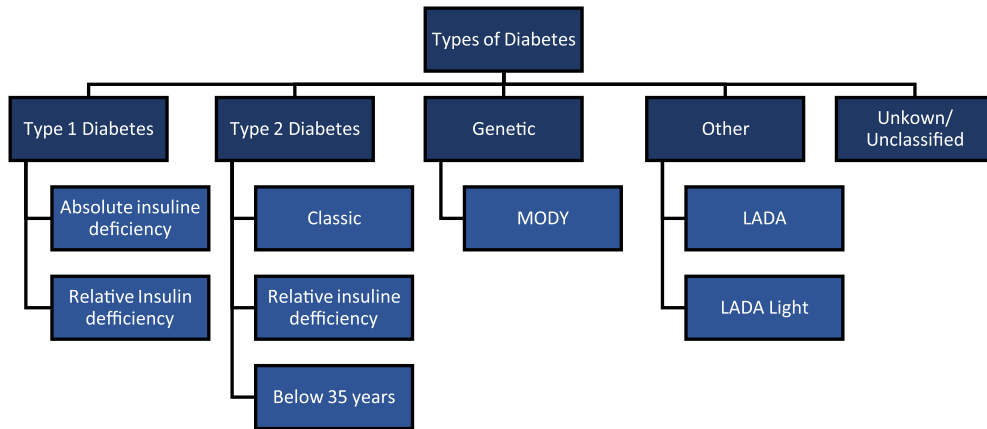 Types of Diabetes
Type 1 Diabetes
Type 2 Diabetes
Genetic
Other
Unkown/
Unclassified
Absolute insuline
deficiency
Classic
MODY
LADA
Relative Insulin
defficiency
Relative insuline
defficiency
LADA Light
Below 35 years